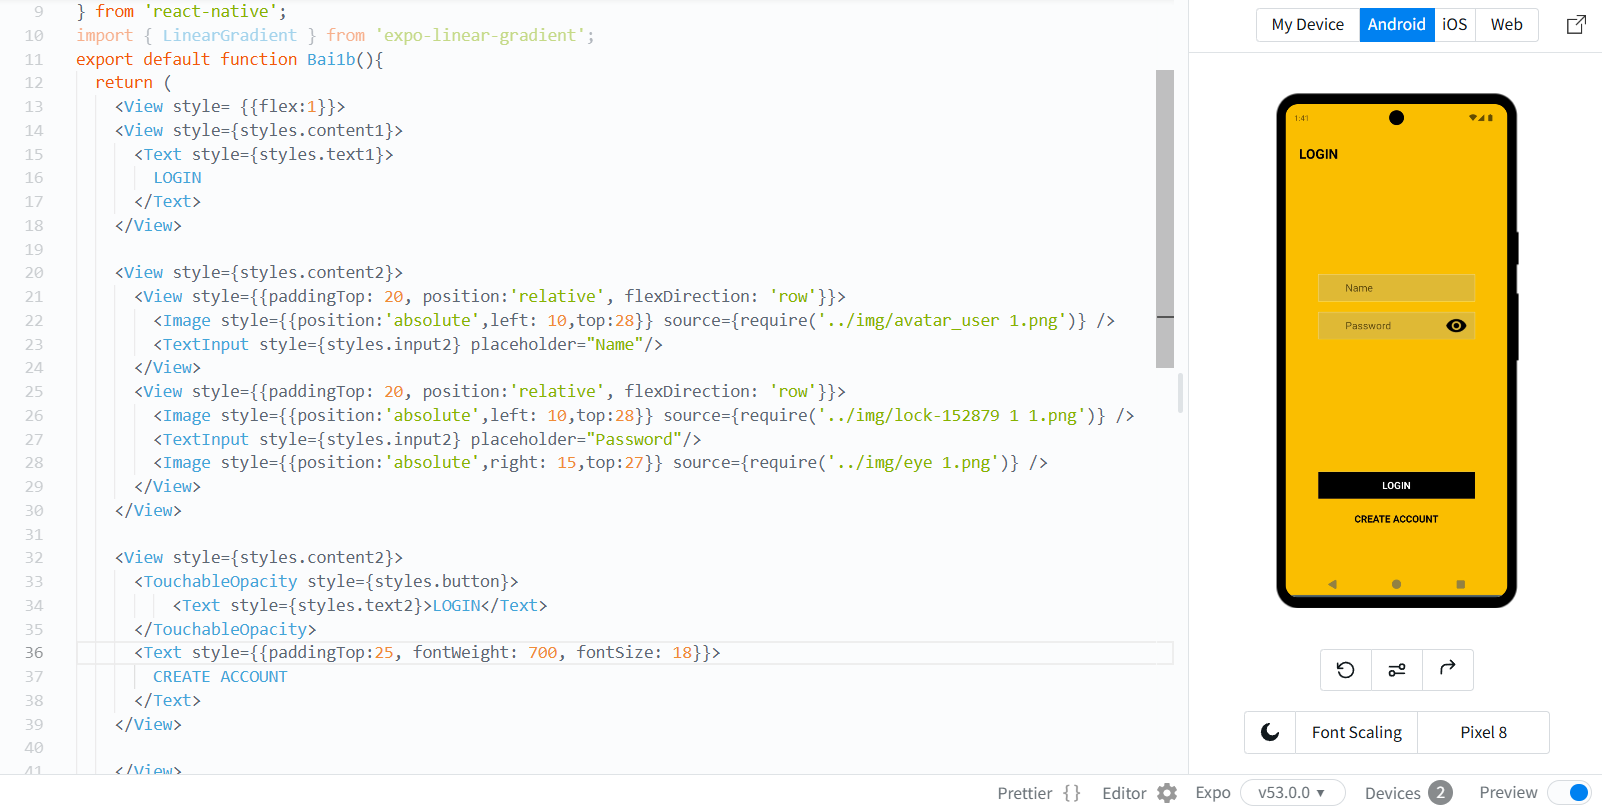 9 } from 'react-native';
10 import { LinearGradient } from 'expo-linear-gradient';
11 export default function Bai1b(){
12 return (
13 <View style= {{flex:1}}>
14 <View style={styles.content1}>
15 <Text style={styles.text1}>
16 LOGIN
17 </Text>
18 </View>
19
20 <View style={styles.content2}>
21 <View style={{paddingTop: 20, position:'relative', flexDirection: 'row'}}>
22 <Image style={{position:'absolute',left: 10,top:28}} source={require('../img/avatar_user 1.png')} />
23 <TextInput style={styles.input2} placeholder="Name"/>
24 </View>
25 <View style={{paddingTop: 20, position:'relative', flexDirection: 'row'}}>
26 <Image style={{position:'absolute',left: 10,top:28}} source={require('../img/lock-152879 1 1.png')} />
27 <TextInput style={styles.input2} placeholder="Password"/>
28 <Image style={{position:'absolute',right: 15,top:27}} source={require('../img/eye 1.png')} />
29 </View>
30 </View>
31
32 <View style={styles.content2}>
33 <TouchableOpacity style={styles.button}>
34 <Text style={styles.text2}>LOGIN</Text>
35 </TouchableOpacity>
36 <Text style={{paddingTop:25, fontWeight: 700, fontSize: 18}}>
37 CREATE ACCOUNT
38 </Text>
39 </View>
40
41 </View>
My Device Android iOS Web
1:41
LOGIN
Name
Password
LOGIN
CREATE ACCOUNT
Font Scaling Pixel 8
Prettier {} Editor Expo v53.0.0 ▾ Devices 2 Preview